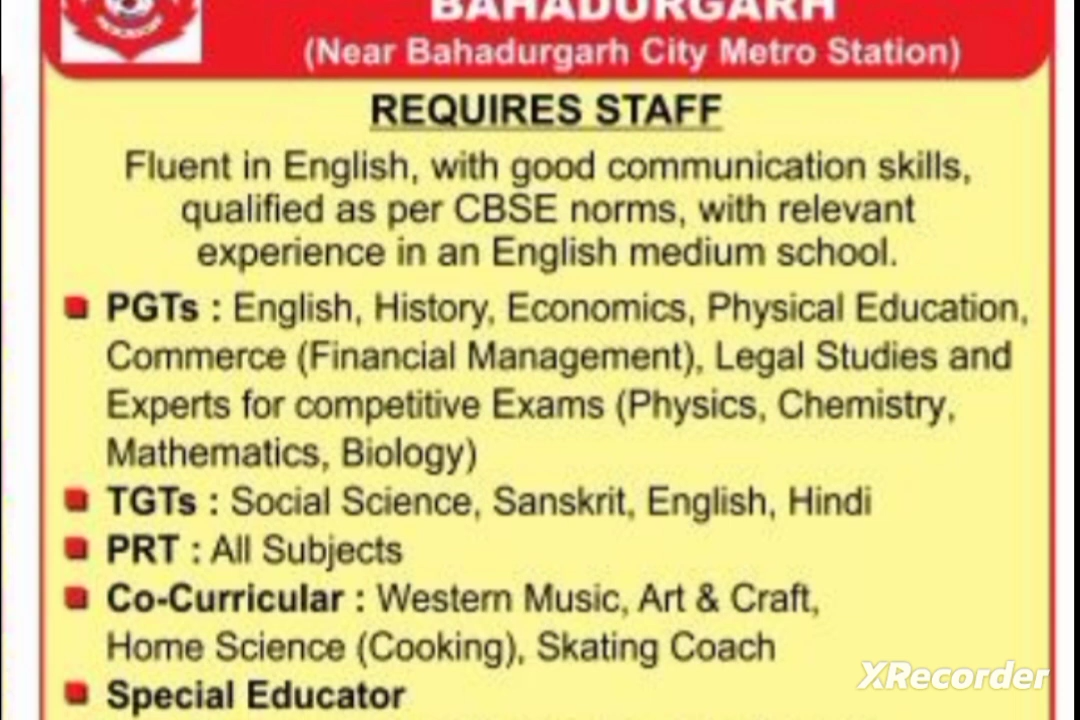 BAHADURGARH
(Near Bahadurgarh City Metro Station)
REQUIRES STAFF
Fluent in English, with good communication skills,
qualified as per CBSE norms, with relevant
experience in an English medium school.
PGTs : English, History, Economics, Physical Education,
Commerce (Financial Management), Legal Studies and
Experts for competitive Exams (Physics, Chemistry,
Mathematics, Biology)
TGTs : Social Science, Sanskrit, English, Hindi
PRT : All Subjects
Co-Curricular : Western Music, Art & Craft,
Home Science (Cooking), Skating Coach
Special Educator
XRecorder